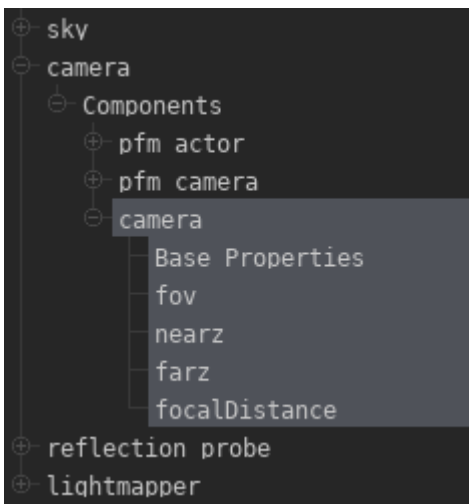 sky
camera
Components
pfm actor
pfm camera
camera
Base Properties
fov
nearz
farz
focalDistance
reflection probe
lightmapper